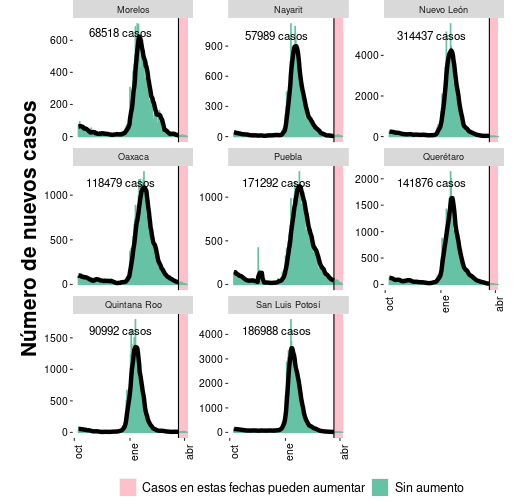 Morelos
Nayarit
Nuevo León
68518 casos
57989 casos
314437 casos
600
400
200
0
900
600
300
0
4000
2000
0
Oaxaca
Puebla
Querétaro
118479 casos
171292 casos
141876 casos
1000
500
0
1000
500
0
2000
1500
1000
500
0
Quintana Roo
San Luis Potosí
90992 casos
186988 casos
1500
1000
500
0
4000
3000
2000
1000
0
oct
ene
abr
oct
ene
abr
oct
ene
abr
Número de nuevos casos
Casos en estas fechas pueden aumentar
Sin aumento